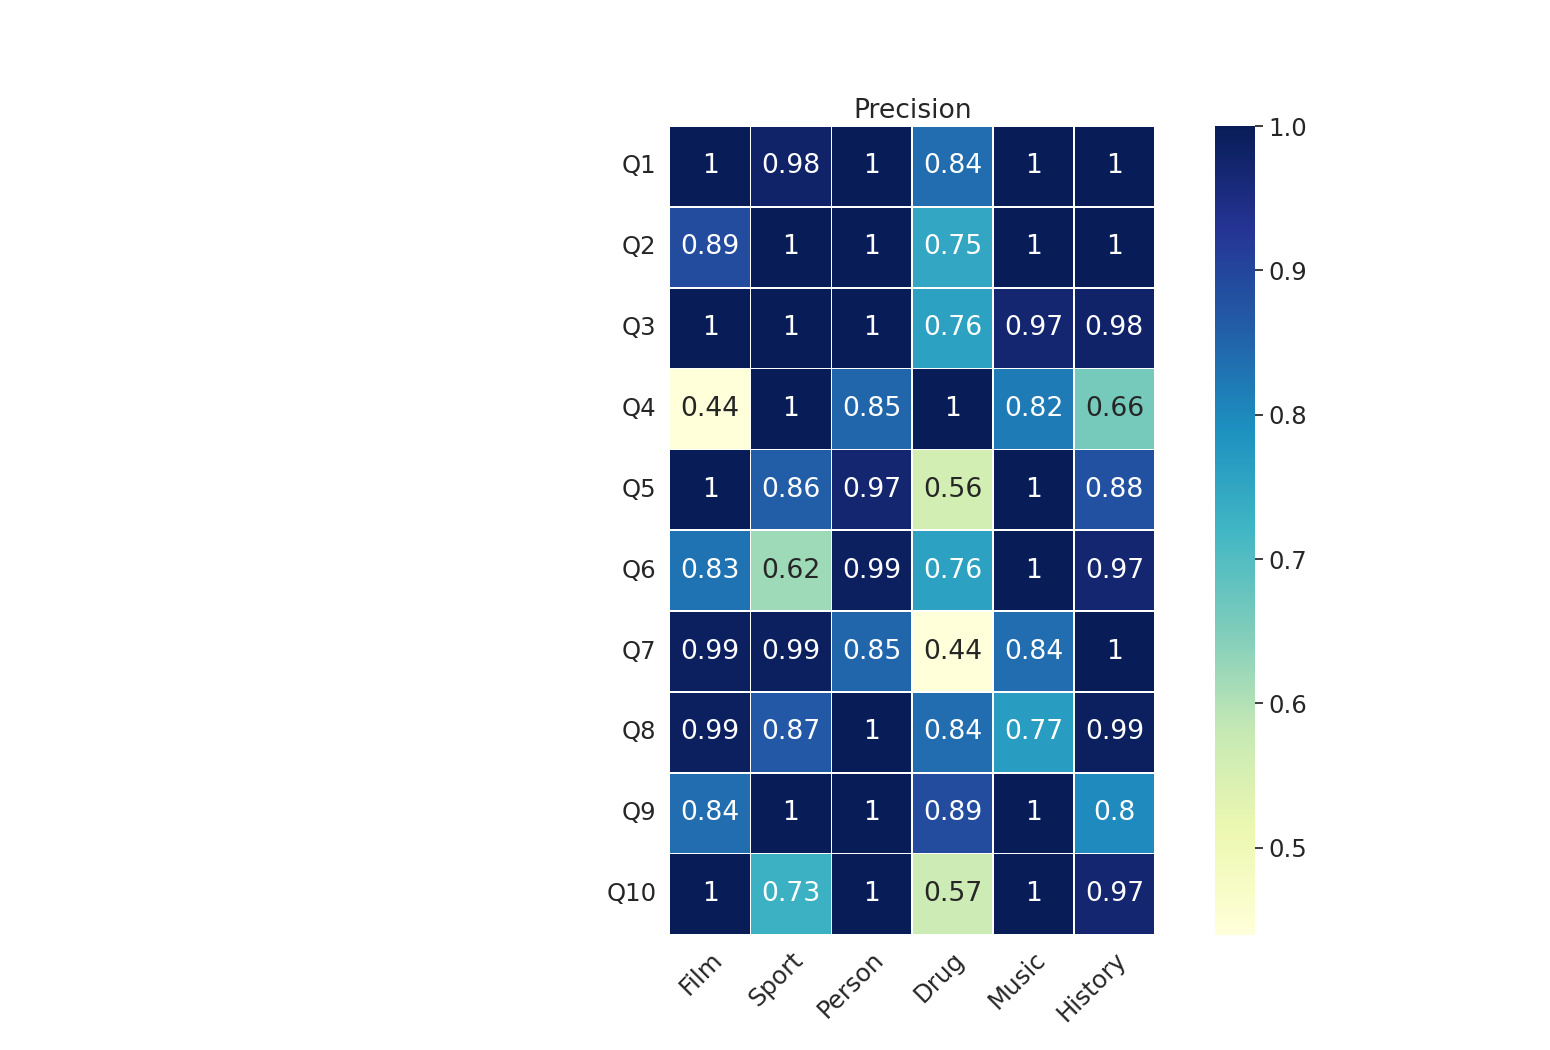 Precision
Q1 1 0.98 1 0.84 1 1
Q2 0.89 1 1 0.75 1 1
Q3 1 1 1 0.76 0.97 0.98
Q4 0.44 1 0.85 1 0.82 0.66
Q5 1 0.86 0.97 0.56 1 0.88
Q6 0.83 0.62 0.99 0.76 1 0.97
Q7 0.99 0.99 0.85 0.44 0.84 1
Q8 0.99 0.87 1 0.84 0.77 0.99
Q9 0.84 1 1 0.89 1 0.8
Q10 1 0.73 1 0.57 1 0.97
Film Sport Person Drug Music History
1.0
0.9
0.8
0.7
0.6
0.5